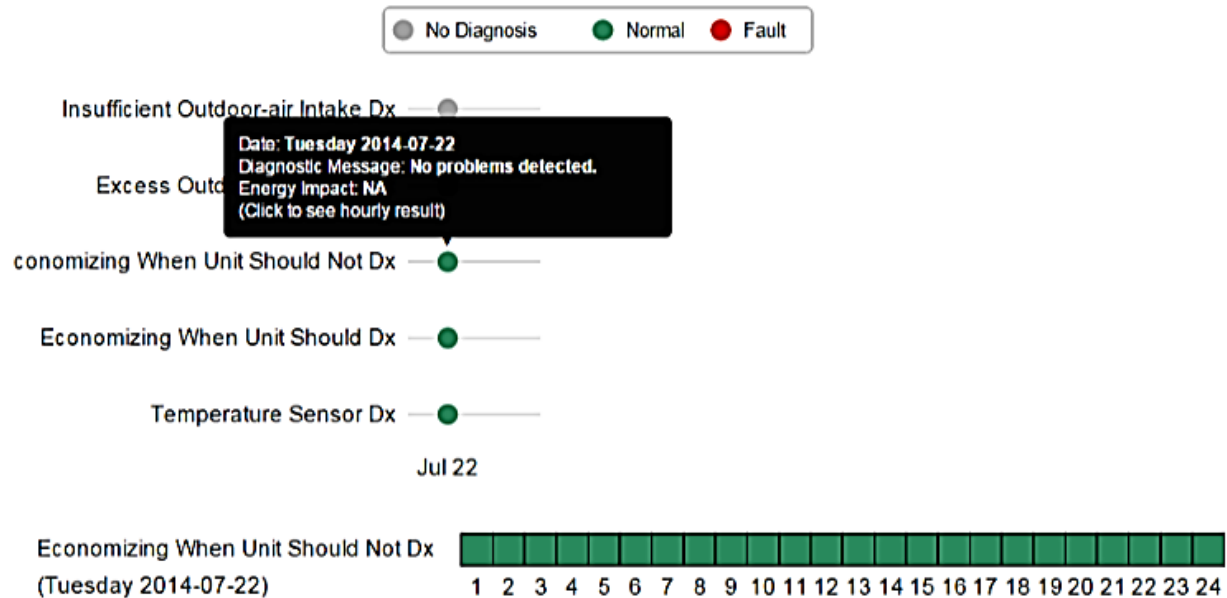 No Diagnosis Normal Fault
Insufficient Outdoor-air Intake Dx
Date: Tuesday 2014-07-22
Diagnostic Message: No problems detected.
Excess Outd
Energy Impact: NA
(Click to see hourly result)
conomizing When Unit Should Not Dx
Economizing When Unit Should Dx
Temperature Sensor Dx
Jul 22
Economizing When Unit Should Not Dx
(Tuesday 2014-07-22) 1 2 3 4 5 6 7 8 9 10 11 12 13 14 15 16 17 18 19 20 21 22 23 24